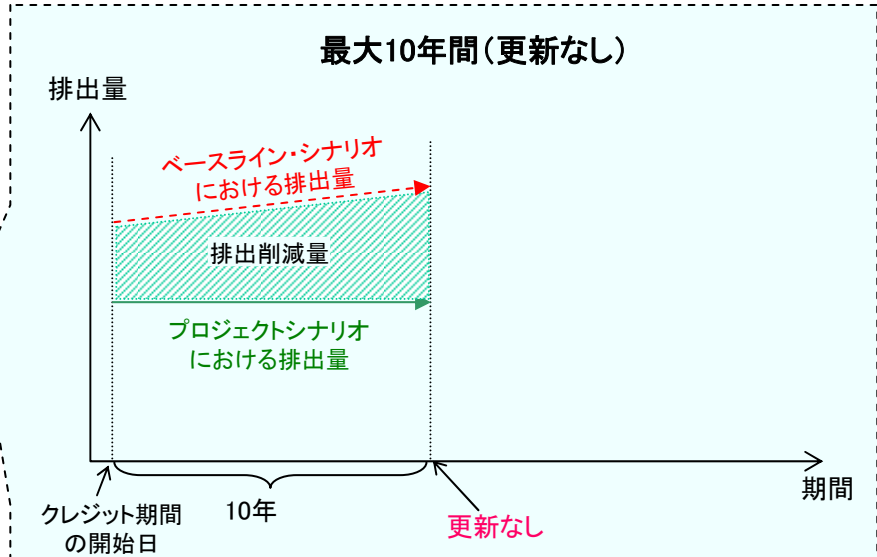 最大10年間(更新なし)
排出量
ベースライン・シナリオ
における排出量
排出削減量
プロジェクトシナリオ
における排出量
期間
クレジット期間
の開始日
10年
更新なし